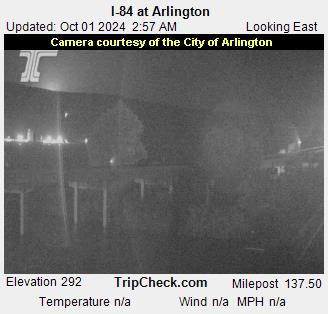 I-84 at Arlington
Updated: Oct 01 2024 2:57 AM Looking East
Camera courtesy of the City of Arlington
Elevation 292 TripCheck.com Milepost 137.50
Temperature n/a Wind n/a MPH n/a